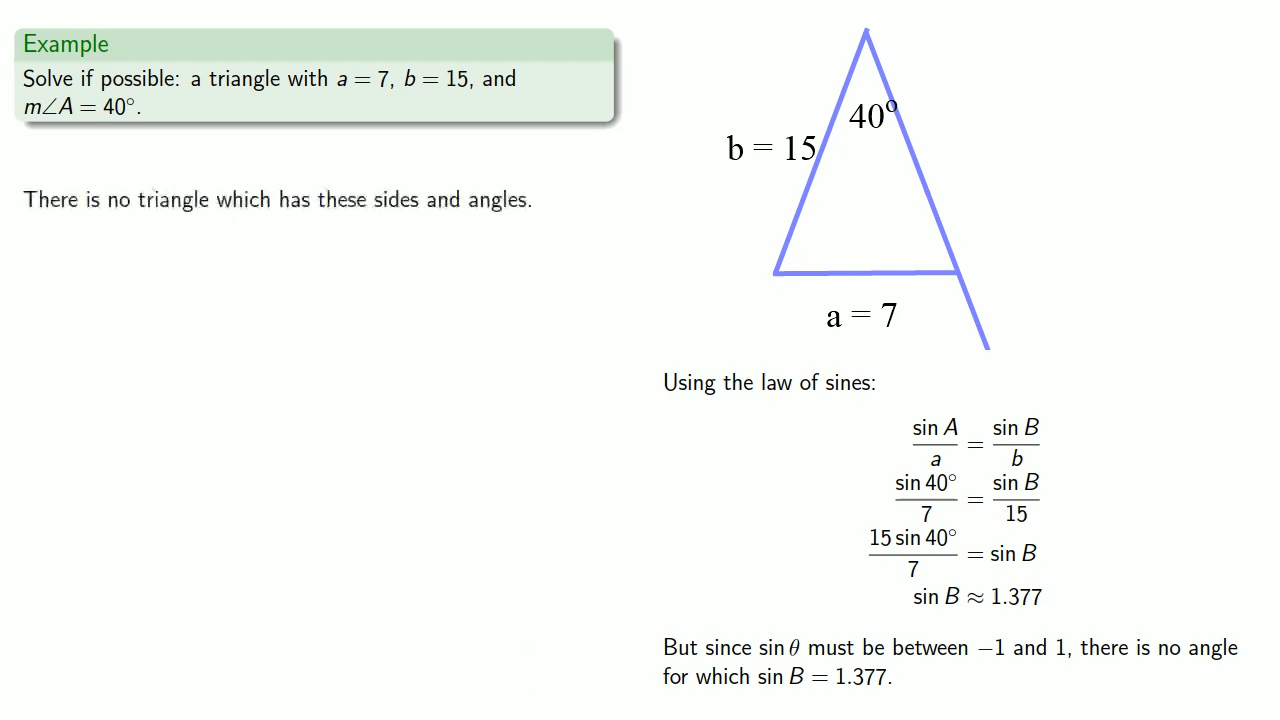 Example
Solve if possible: a triangle with a = 7, b = 15, and
m∠A = 40°.
There is no triangle which has these sides and angles.
40º
b = 15
a = 7
Using the law of sines:
sin A / a = sin B / b
sin 40° / 7 = sin B / 15
15 sin 40° / 7 = sin B
sin B ≈ 1.377
But since sin θ must be between −1 and 1, there is no angle
for which sin B = 1.377.